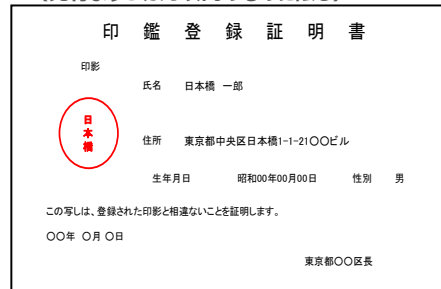 印鑑登録証明書
印影
氏名 日本橋 一郎
日本橋
住所 東京都中央区日本橋1-1-21〇〇ビル
生年月日 昭和00年00月00日 性別 男
この写しは、登録された印影と相違ないことを証明します。
〇〇年 〇月 〇日
東京都〇〇区長